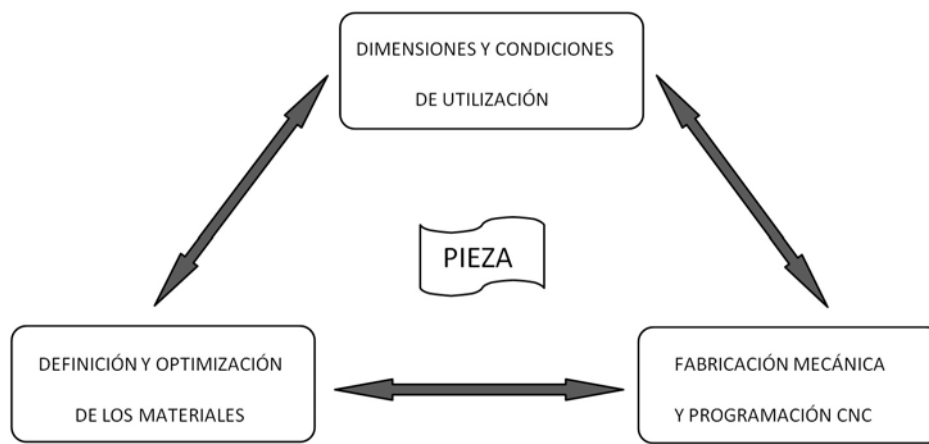 DIMENSIONES Y CONDICIONES
DE UTILIZACIÓN
PIEZA
DEFINICIÓN Y OPTIMIZACIÓN
DE LOS MATERIALES
FABRICACIÓN MECÁNICA
Y PROGRAMACIÓN CNC